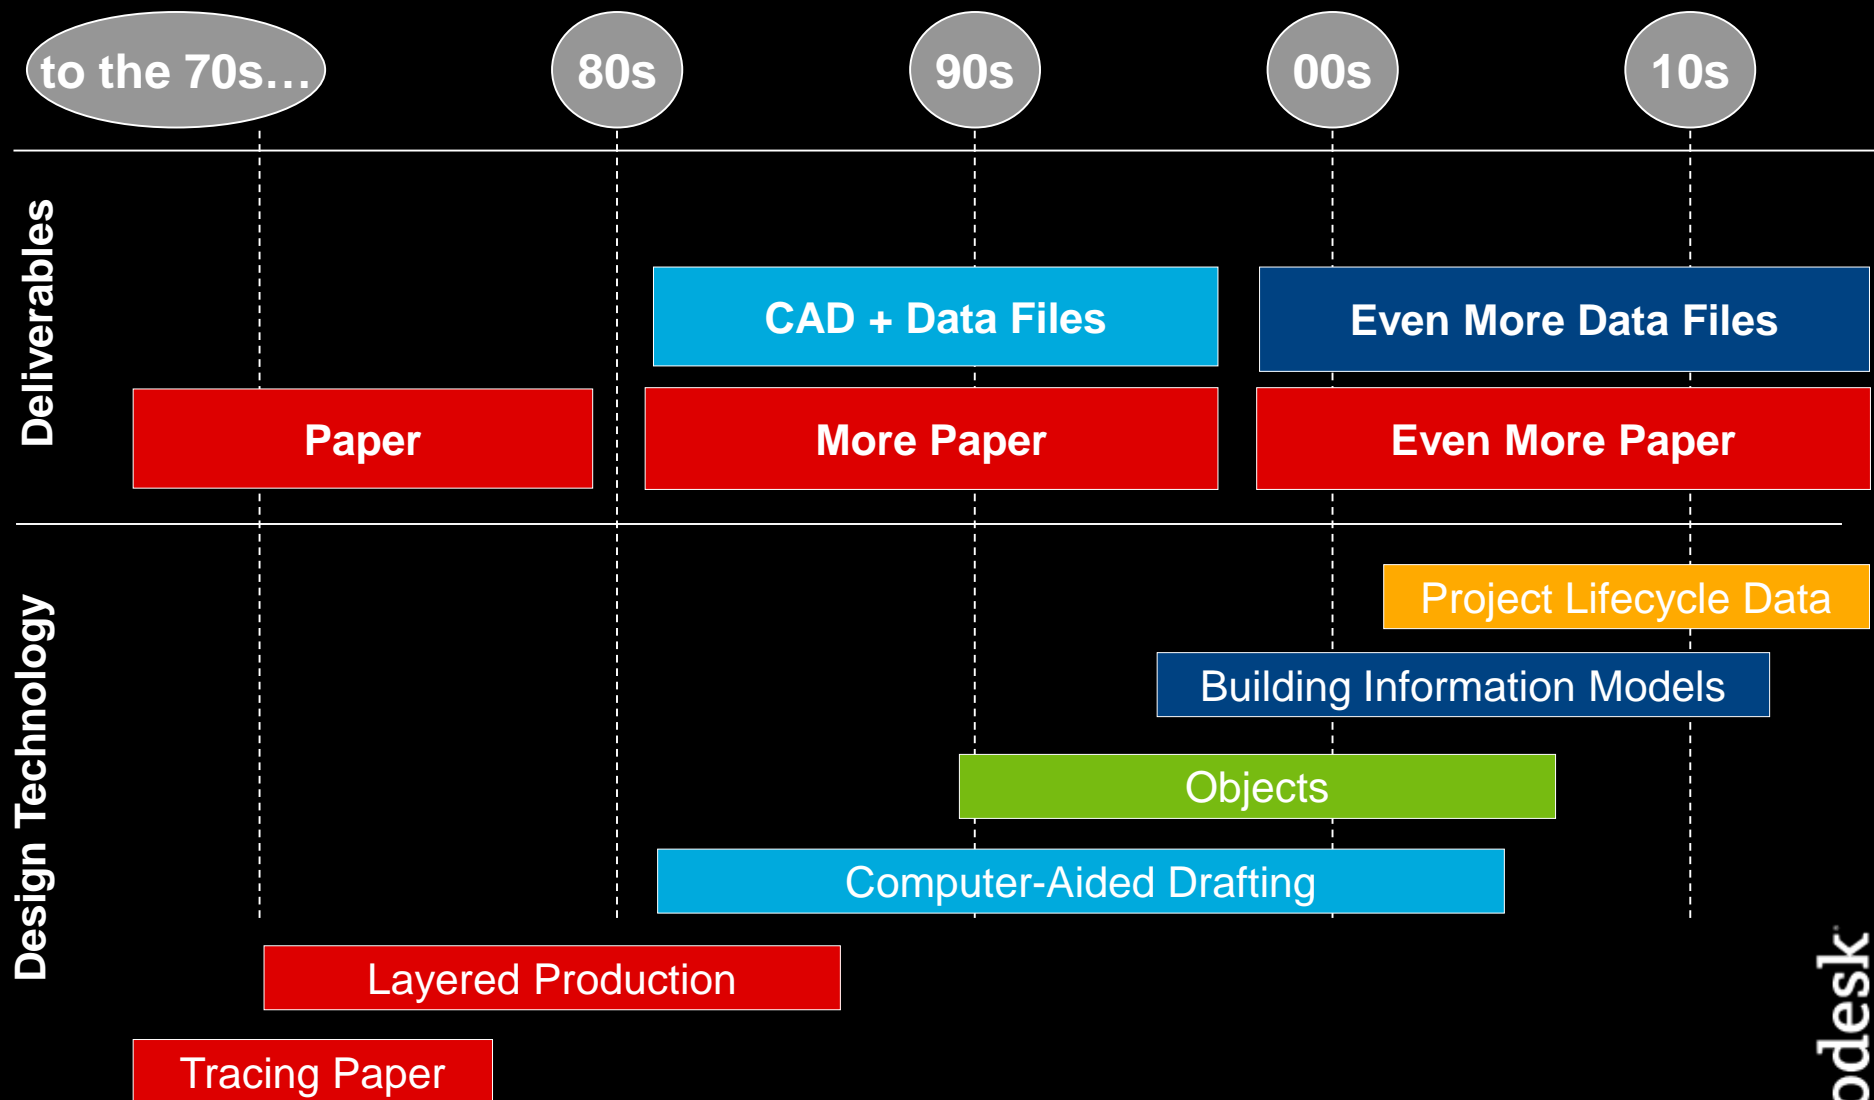 to the 70s…
80s
90s
00s
10s
Deliverables
CAD + Data Files
Even More Data Files
Paper
More Paper
Even More Paper
Design Technology
Project Lifecycle Data
Building Information Models
Objects
Computer-Aided Drafting
Layered Production
Tracing Paper
odesk